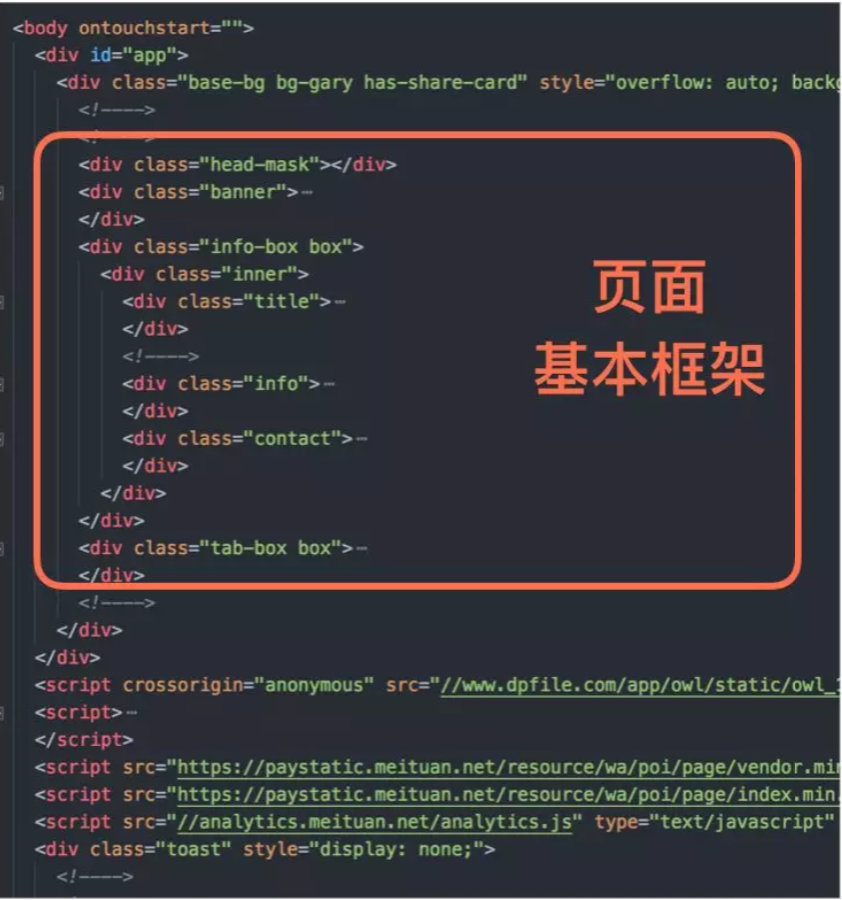 <body ontouchstart="">
<div id="app">
<div class="base-bg bg-gary has-share-card" style="overflow: auto; backg
<!---->
<!---->
<div class="head-mask"></div>
<div class="banner">⋯
</div>
<div class="info-box box">
<div class="inner">
<div class="title">⋯
</div>
<!---->
<div class="info">⋯
</div>
<div class="contact">⋯
</div>
</div>
</div>
<div class="tab-box box">⋯
</div>
<!---->
</div>
</div>
<script crossorigin="anonymous" src="//www.dpfile.com/app/owl/static/owl_1
<script>⋯
</script>
<script src="https://paystatic.meituan.net/resource/wa/poi/page/vendor.min
<script src="https://paystatic.meituan.net/resource/wa/poi/page/index.min.
<script src="//analytics.meituan.net/analytics.js" type="text/javascript"
<div class="toast" style="display: none;">
<!---->
页面
基本框架